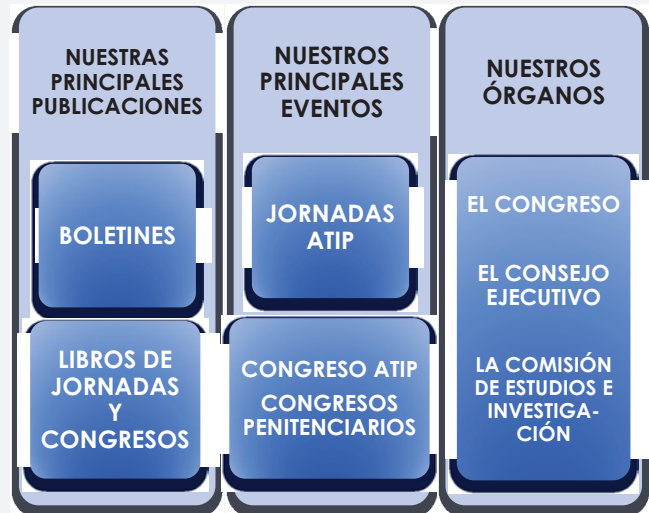 NUESTRAS
PRINCIPALES
PUBLICACIONES
BOLETINES
LIBROS DE
JORNADAS
Y
CONGRESOS
NUESTROS
PRINCIPALES
EVENTOS
JORNADAS
ATIP
CONGRESO ATIP
CONGRESOS
PENITENCIARIOS
NUESTROS
ÓRGANOS
EL CONGRESO
EL CONSEJO
EJECUTIVO
LA COMISIÓN
DE ESTUDIOS E
INVESTIGA-
CIÓN